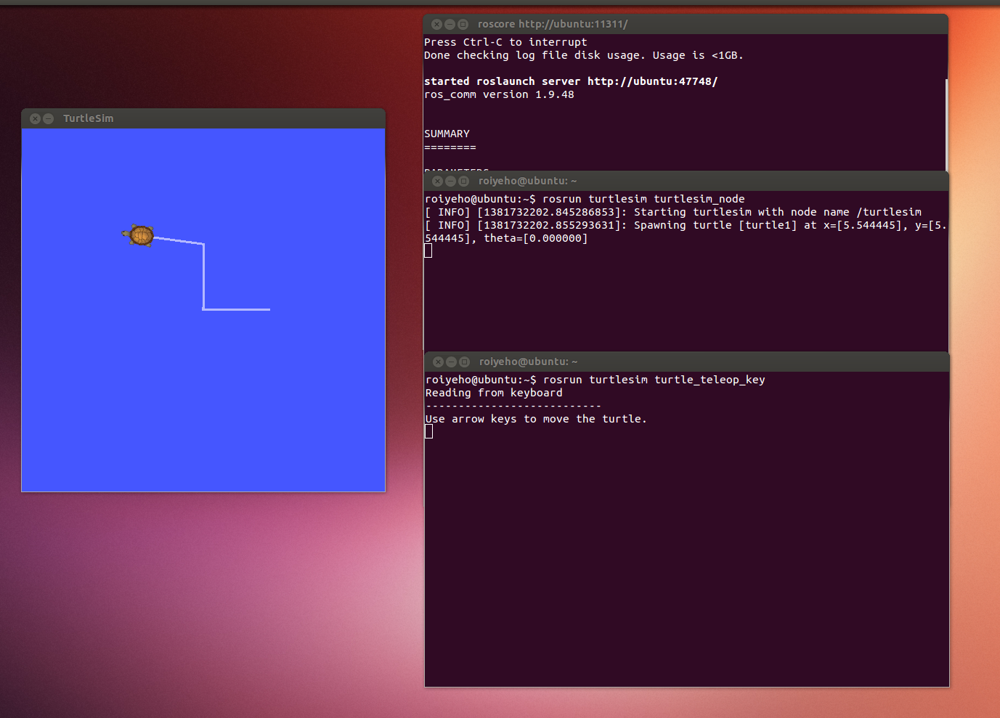 TurtleSim
roscore http://ubuntu:11311/
Press Ctrl-C to interrupt
Done checking log file disk usage. Usage is <1GB.
started roslaunch server http://ubuntu:47748/
ros_comm version 1.9.48
SUMMARY
========
PARAMETERS
roiyeho@ubuntu: ~
roiyeho@ubuntu:~$ rosrun turtlesim turtlesim_node
[ INFO] [1381732202.845286853]: Starting turtlesim with node name /turtlesim
[ INFO] [1381732202.855293631]: Spawning turtle [turtle1] at x=[5.544445], y=[5.
544445], theta=[0.000000]
roiyeho@ubuntu: ~
roiyeho@ubuntu:~$ rosrun turtlesim turtle_teleop_key
Reading from keyboard
---------------------------
Use arrow keys to move the turtle.